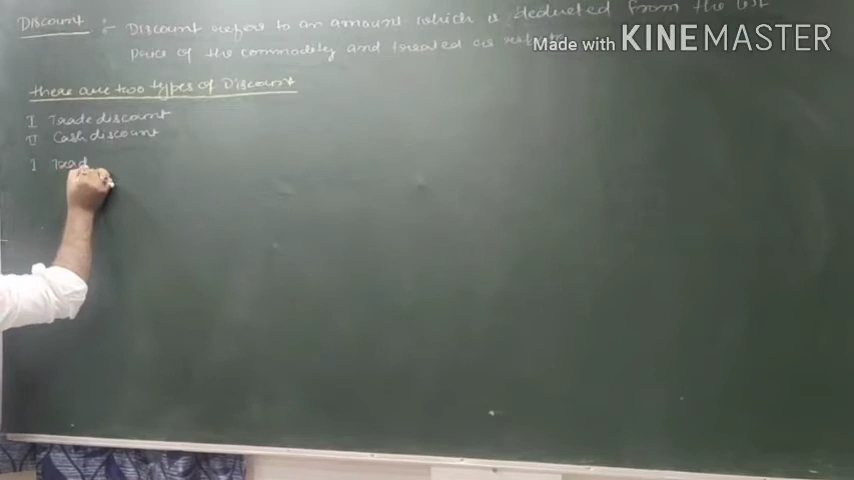 Discount :- Discount refers to an amount which is deducted from the list
price of the commodity and treated as
Made with KINEMASTER
there are two types of Discount
I Trade discount
II Cash discount
I Trad